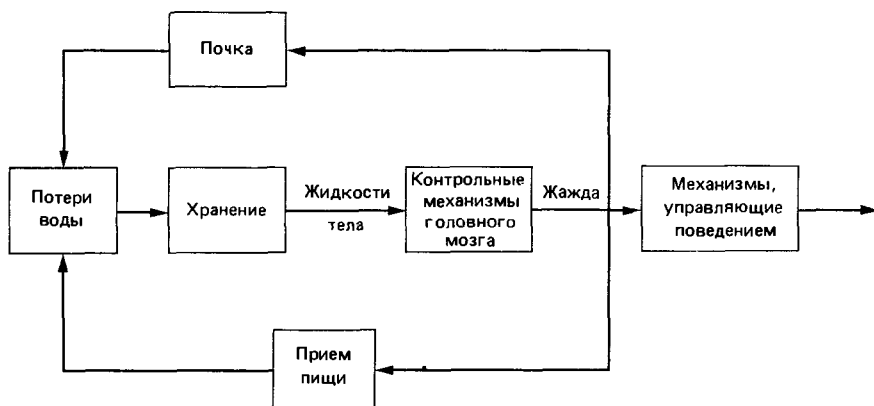 Почка
Потери
воды
Хранение
Жидкости
тела
Контрольные
механизмы
головного
мозга
Жажда
Механизмы,
управляющие
поведением
Прием
пищи